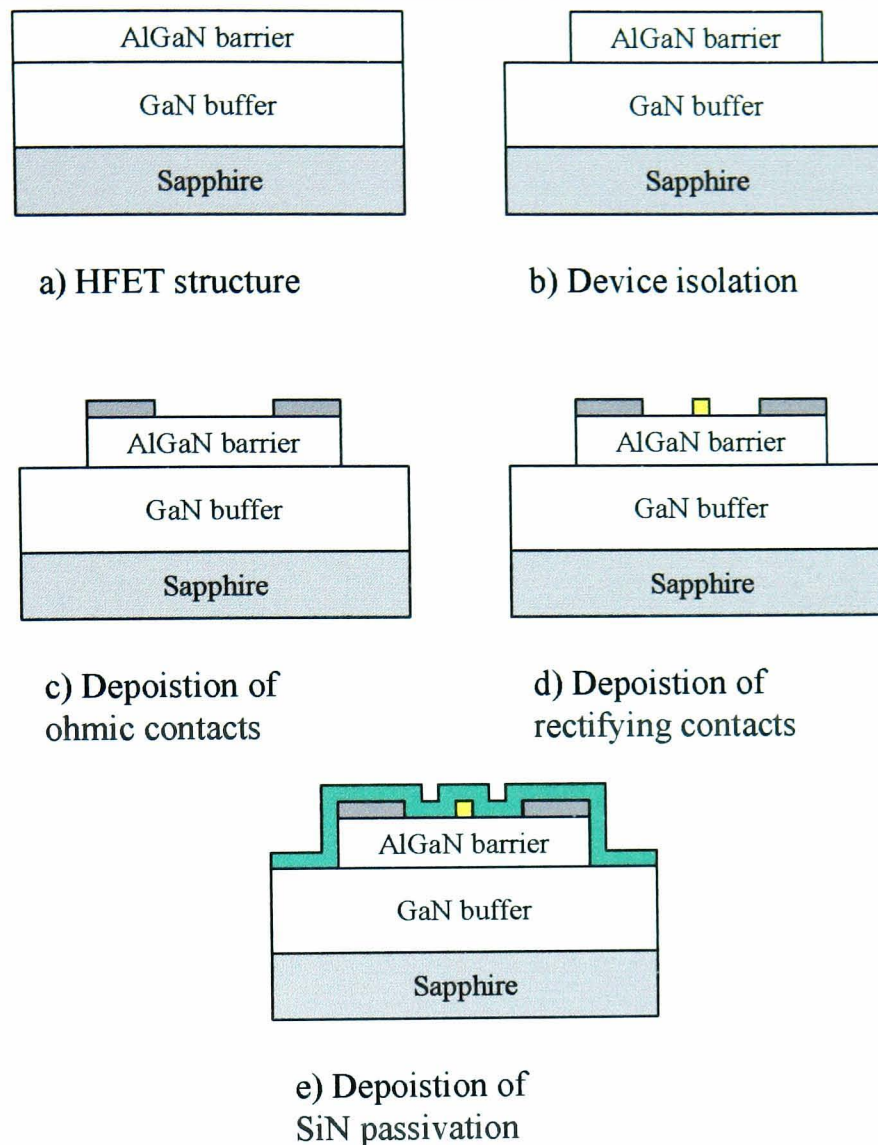 AlGaN barrier
GaN buffer
Sapphire
a) HFET structure
AlGaN barrier
GaN buffer
Sapphire
b) Device isolation
AlGaN barrier
GaN buffer
Sapphire
c) Depoistion of
ohmic contacts
AlGaN barrier
GaN buffer
Sapphire
d) Depoistion of
rectifying contacts
AlGaN barrier
GaN buffer
Sapphire
e) Depoistion of
SiN passivation